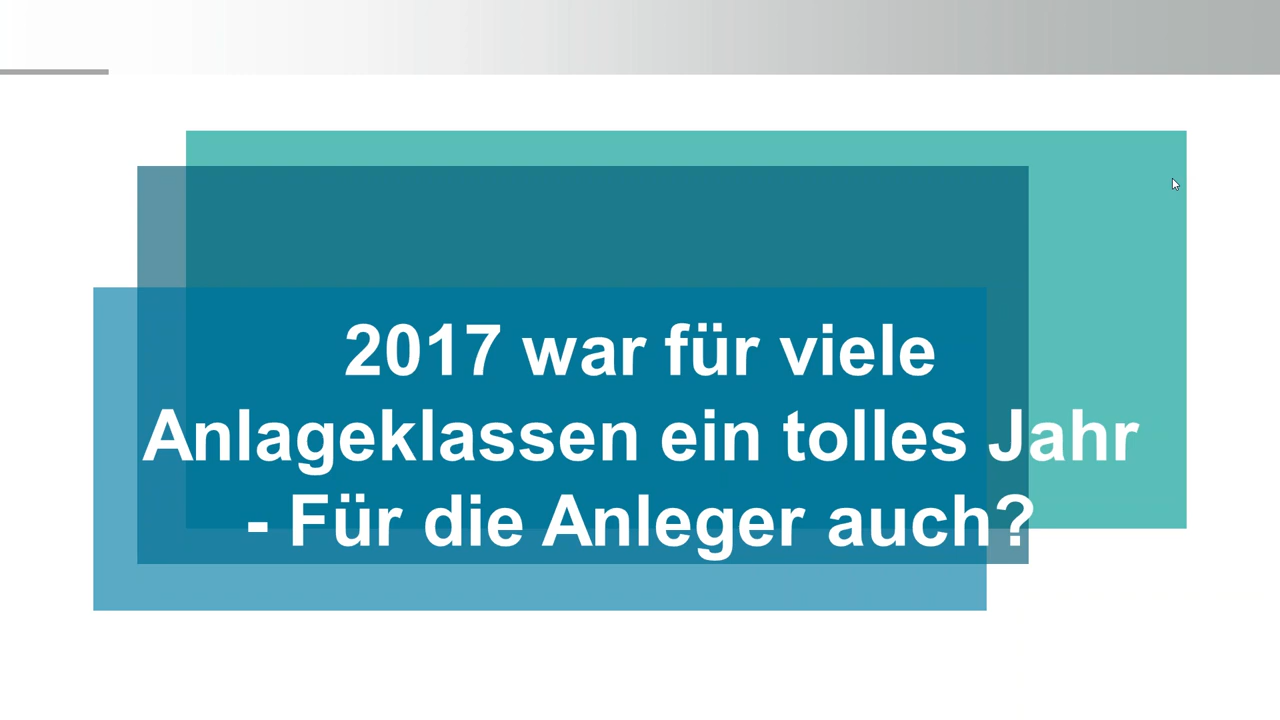 2017 war für viele
Anlageklassen ein tolles Jahr
- Für die Anleger auch?